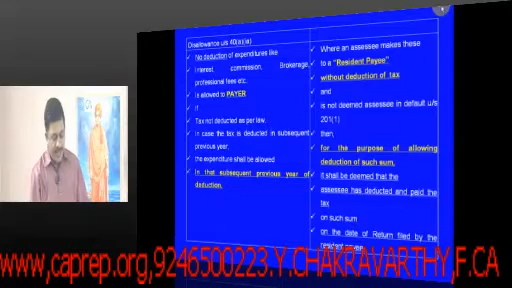 Disallowance u/s 40(a)(ia)
No deduction of expenditures like
interest, commission, Brokerage,
professional fees etc.
is allowed to PAYER
if
Tax not deducted as per law.
In case the tax is deducted in subsequent
previous year,
the expenditure shall be allowed
In that subsequent previous year of
deduction.
Where an assessee makes these
to a "Resident Payee"
without deduction of tax
and
is not deemed assessee in default u/s
201(1)
then,
for the purpose of allowing
deduction of such sum,
it shall be deemed that the
assessee has deducted and paid the
tax
on such sum
on the date of Return filed by the
resident payee.
www,caprep.org,9246500223.Y.CHAKRAVARTHY,F.CA